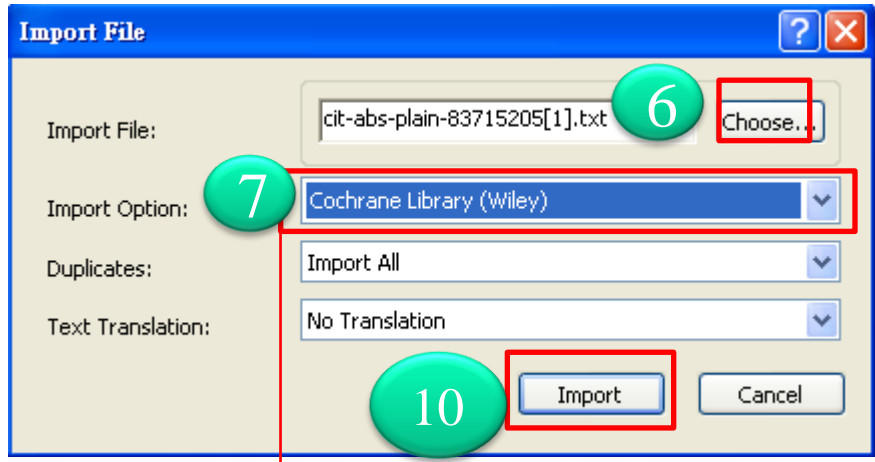 Import File
Import File: cit-abs-plain-83715205[1].txt 6 Choose...
Import Option: 7 Cochrane Library (Wiley)
Duplicates: Import All
Text Translation: No Translation
10 Import Cancel